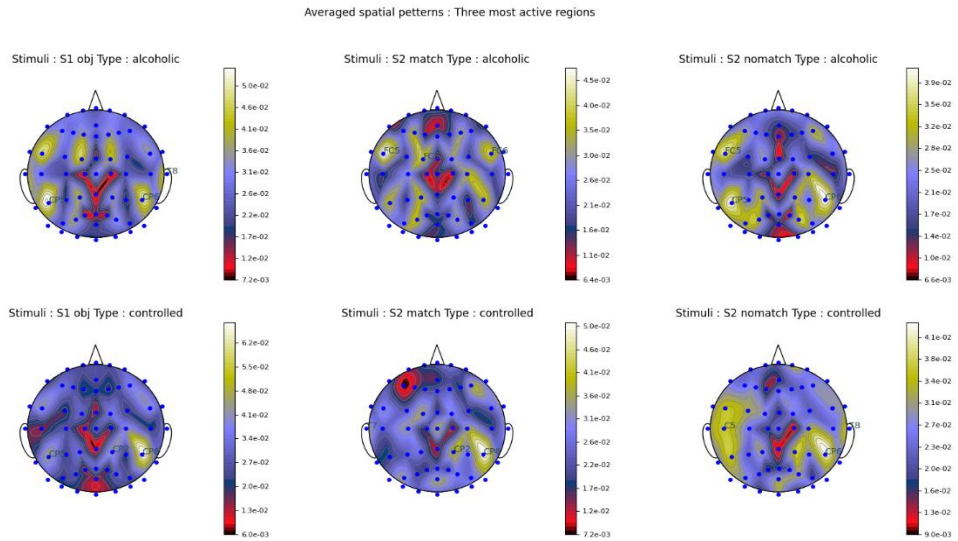 Averaged spatial petterns : Three most active regions
Stimuli : S1 obj Type : alcoholic
Stimuli : S2 match Type : alcoholic
Stimuli : S2 nomatch Type : alcoholic
5.0e-02
4.6e-02
4.1e-02
3.6e-02
3.1e-02
2.7e-02
2.2e-02
1.7e-02
1.2e-02
7.2e-03
FC5
FC6
4.5e-02
4.0e-02
3.5e-02
3.0e-02
2.6e-02
2.1e-02
1.6e-02
1.1e-02
6.4e-03
FC5
CP5
3.9e-02
3.6e-02
3.2e-02
2.8e-02
2.5e-02
2.1e-02
1.7e-02
1.4e-02
1.0e-02
6.6e-03
Stimuli : S1 obj Type : controlled
Stimuli : S2 match Type : controlled
Stimuli : S2 nomatch Type : controlled
6.2e-02
5.5e-02
4.8e-02
4.1e-02
3.4e-02
2.7e-02
2.0e-02
1.3e-02
6.0e-03
CP2
5.0e-02
4.6e-02
4.1e-02
3.6e-02
3.1e-02
2.6e-02
2.2e-02
1.7e-02
1.2e-02
7.2e-03
C5
T8
CP6
4.1e-02
3.8e-02
3.4e-02
3.1e-02
2.7e-02
2.3e-02
2.0e-02
1.6e-02
1.3e-02
9.0e-03